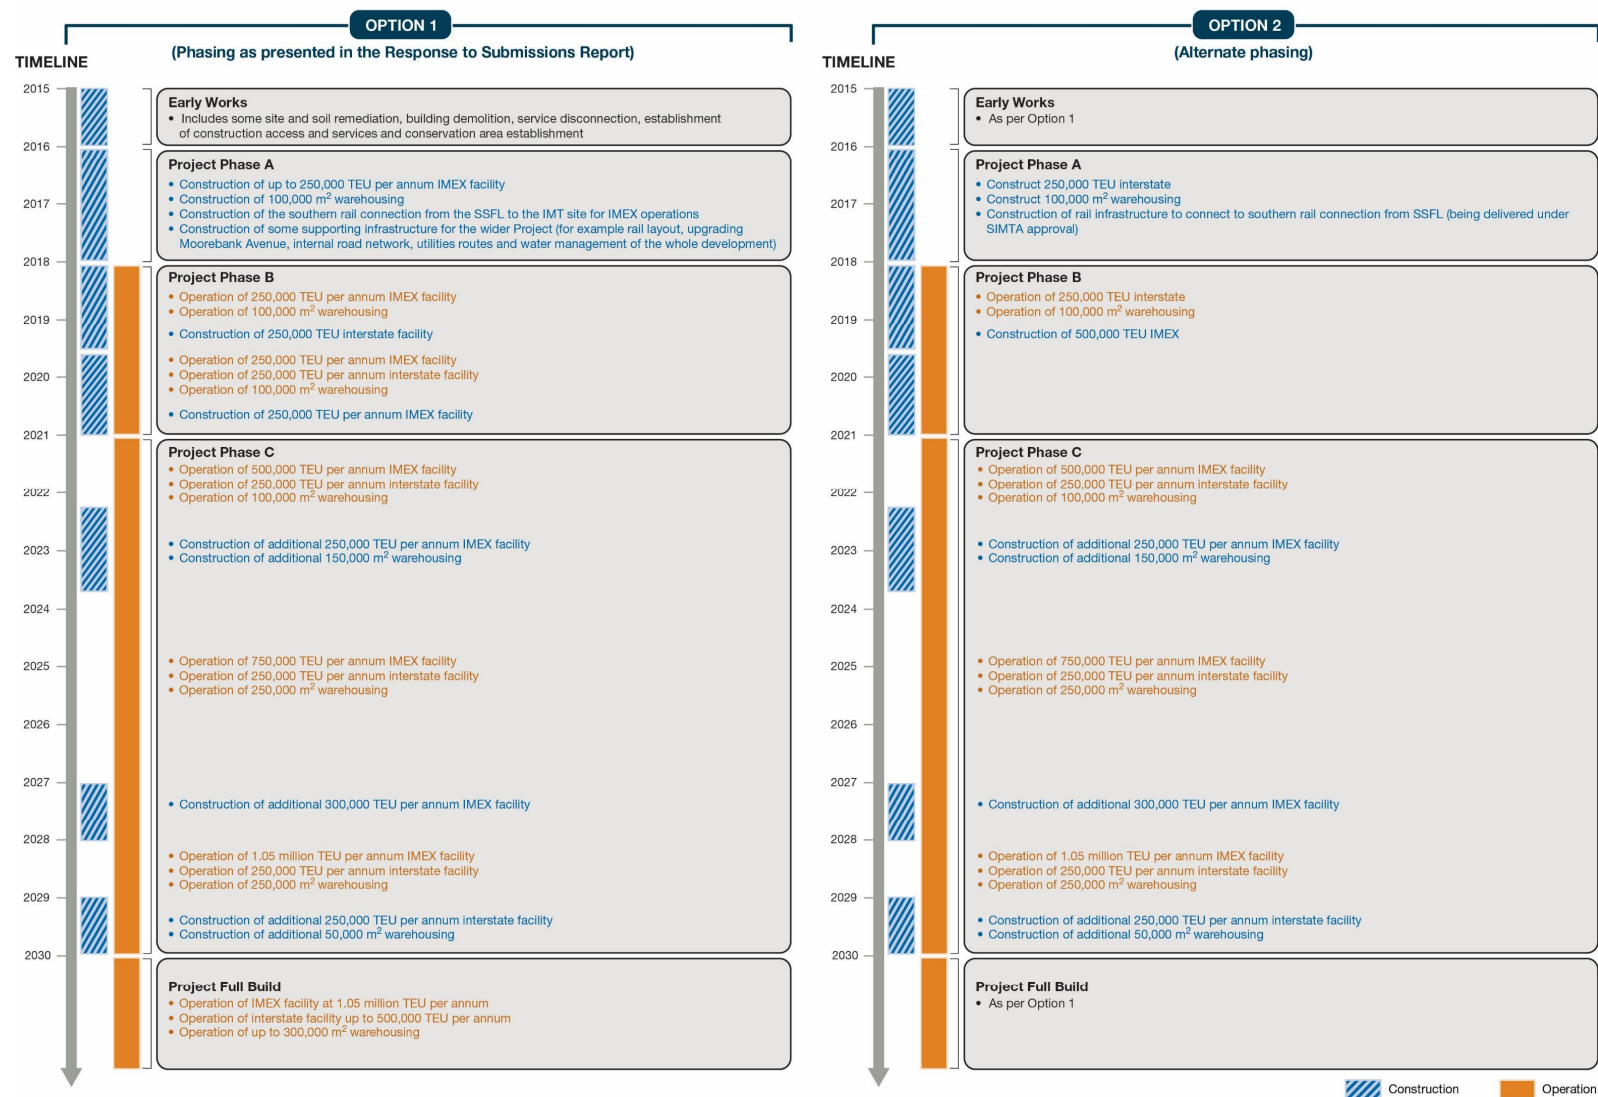 OPTION 1
(Phasing as presented in the Response to Submissions Report)
TIMELINE
2015
2016
2017
2018
2019
2020
2021
2022
2023
2024
2025
2026
2027
2028
2029
2030
Early Works
• Includes some site and soil remediation, building demolition, service disconnection, establishment
of construction access and services and conservation area establishment
Project Phase A
• Construction of up to 250,000 TEU per annum IMEX facility
• Construction of 100,000 m² warehousing
• Construction of the southern rail connection from the SSFL to the IMT site for IMEX operations
• Construction of some supporting infrastructure for the wider Project (for example rail layout, upgrading
Moorebank Avenue, internal road network, utilities routes and water management of the whole development)
Project Phase B
• Operation of 250,000 TEU per annum IMEX facility
• Operation of 100,000 m² warehousing
• Construction of 250,000 TEU interstate facility
• Operation of 250,000 TEU per annum IMEX facility
• Operation of 250,000 TEU per annum interstate facility
• Operation of 100,000 m² warehousing
• Construction of 250,000 TEU per annum IMEX facility
Project Phase C
• Operation of 500,000 TEU per annum IMEX facility
• Operation of 250,000 TEU per annum interstate facility
• Operation of 100,000 m² warehousing
• Construction of additional 250,000 TEU per annum IMEX facility
• Construction of additional 150,000 m² warehousing
• Operation of 750,000 TEU per annum IMEX facility
• Operation of 250,000 TEU per annum interstate facility
• Operation of 250,000 m² warehousing
• Construction of additional 300,000 TEU per annum IMEX facility
• Operation of 1.05 million TEU per annum IMEX facility
• Operation of 250,000 TEU per annum interstate facility
• Operation of 250,000 m² warehousing
• Construction of additional 250,000 TEU per annum interstate facility
• Construction of additional 50,000 m² warehousing
Project Full Build
• Operation of IMEX facility at 1.05 million TEU per annum
• Operation of interstate facility up to 500,000 TEU per annum
• Operation of up to 300,000 m² warehousing
OPTION 2
(Alternate phasing)
TIMELINE
2015
2016
2017
2018
2019
2020
2021
2022
2023
2024
2025
2026
2027
2028
2029
2030
Early Works
• As per Option 1
Project Phase A
• Construct 250,000 TEU interstate
• Construct 100,000 m² warehousing
• Construction of rail infrastructure to connect to southern rail connection from SSFL (being delivered under
SIMTA approval)
Project Phase B
• Operation of 250,000 TEU interstate
• Operation of 100,000 m² warehousing
• Construction of 500,000 TEU IMEX
Project Phase C
• Operation of 500,000 TEU per annum IMEX facility
• Operation of 250,000 TEU per annum interstate facility
• Operation of 100,000 m² warehousing
• Construction of additional 250,000 TEU per annum IMEX facility
• Construction of additional 150,000 m² warehousing
• Operation of 750,000 TEU per annum IMEX facility
• Operation of 250,000 TEU per annum interstate facility
• Operation of 250,000 m² warehousing
• Construction of additional 300,000 TEU per annum IMEX facility
• Operation of 1.05 million TEU per annum IMEX facility
• Operation of 250,000 TEU per annum interstate facility
• Operation of 250,000 m² warehousing
• Construction of additional 250,000 TEU per annum interstate facility
• Construction of additional 50,000 m² warehousing
Project Full Build
• As per Option 1
Construction
Operation